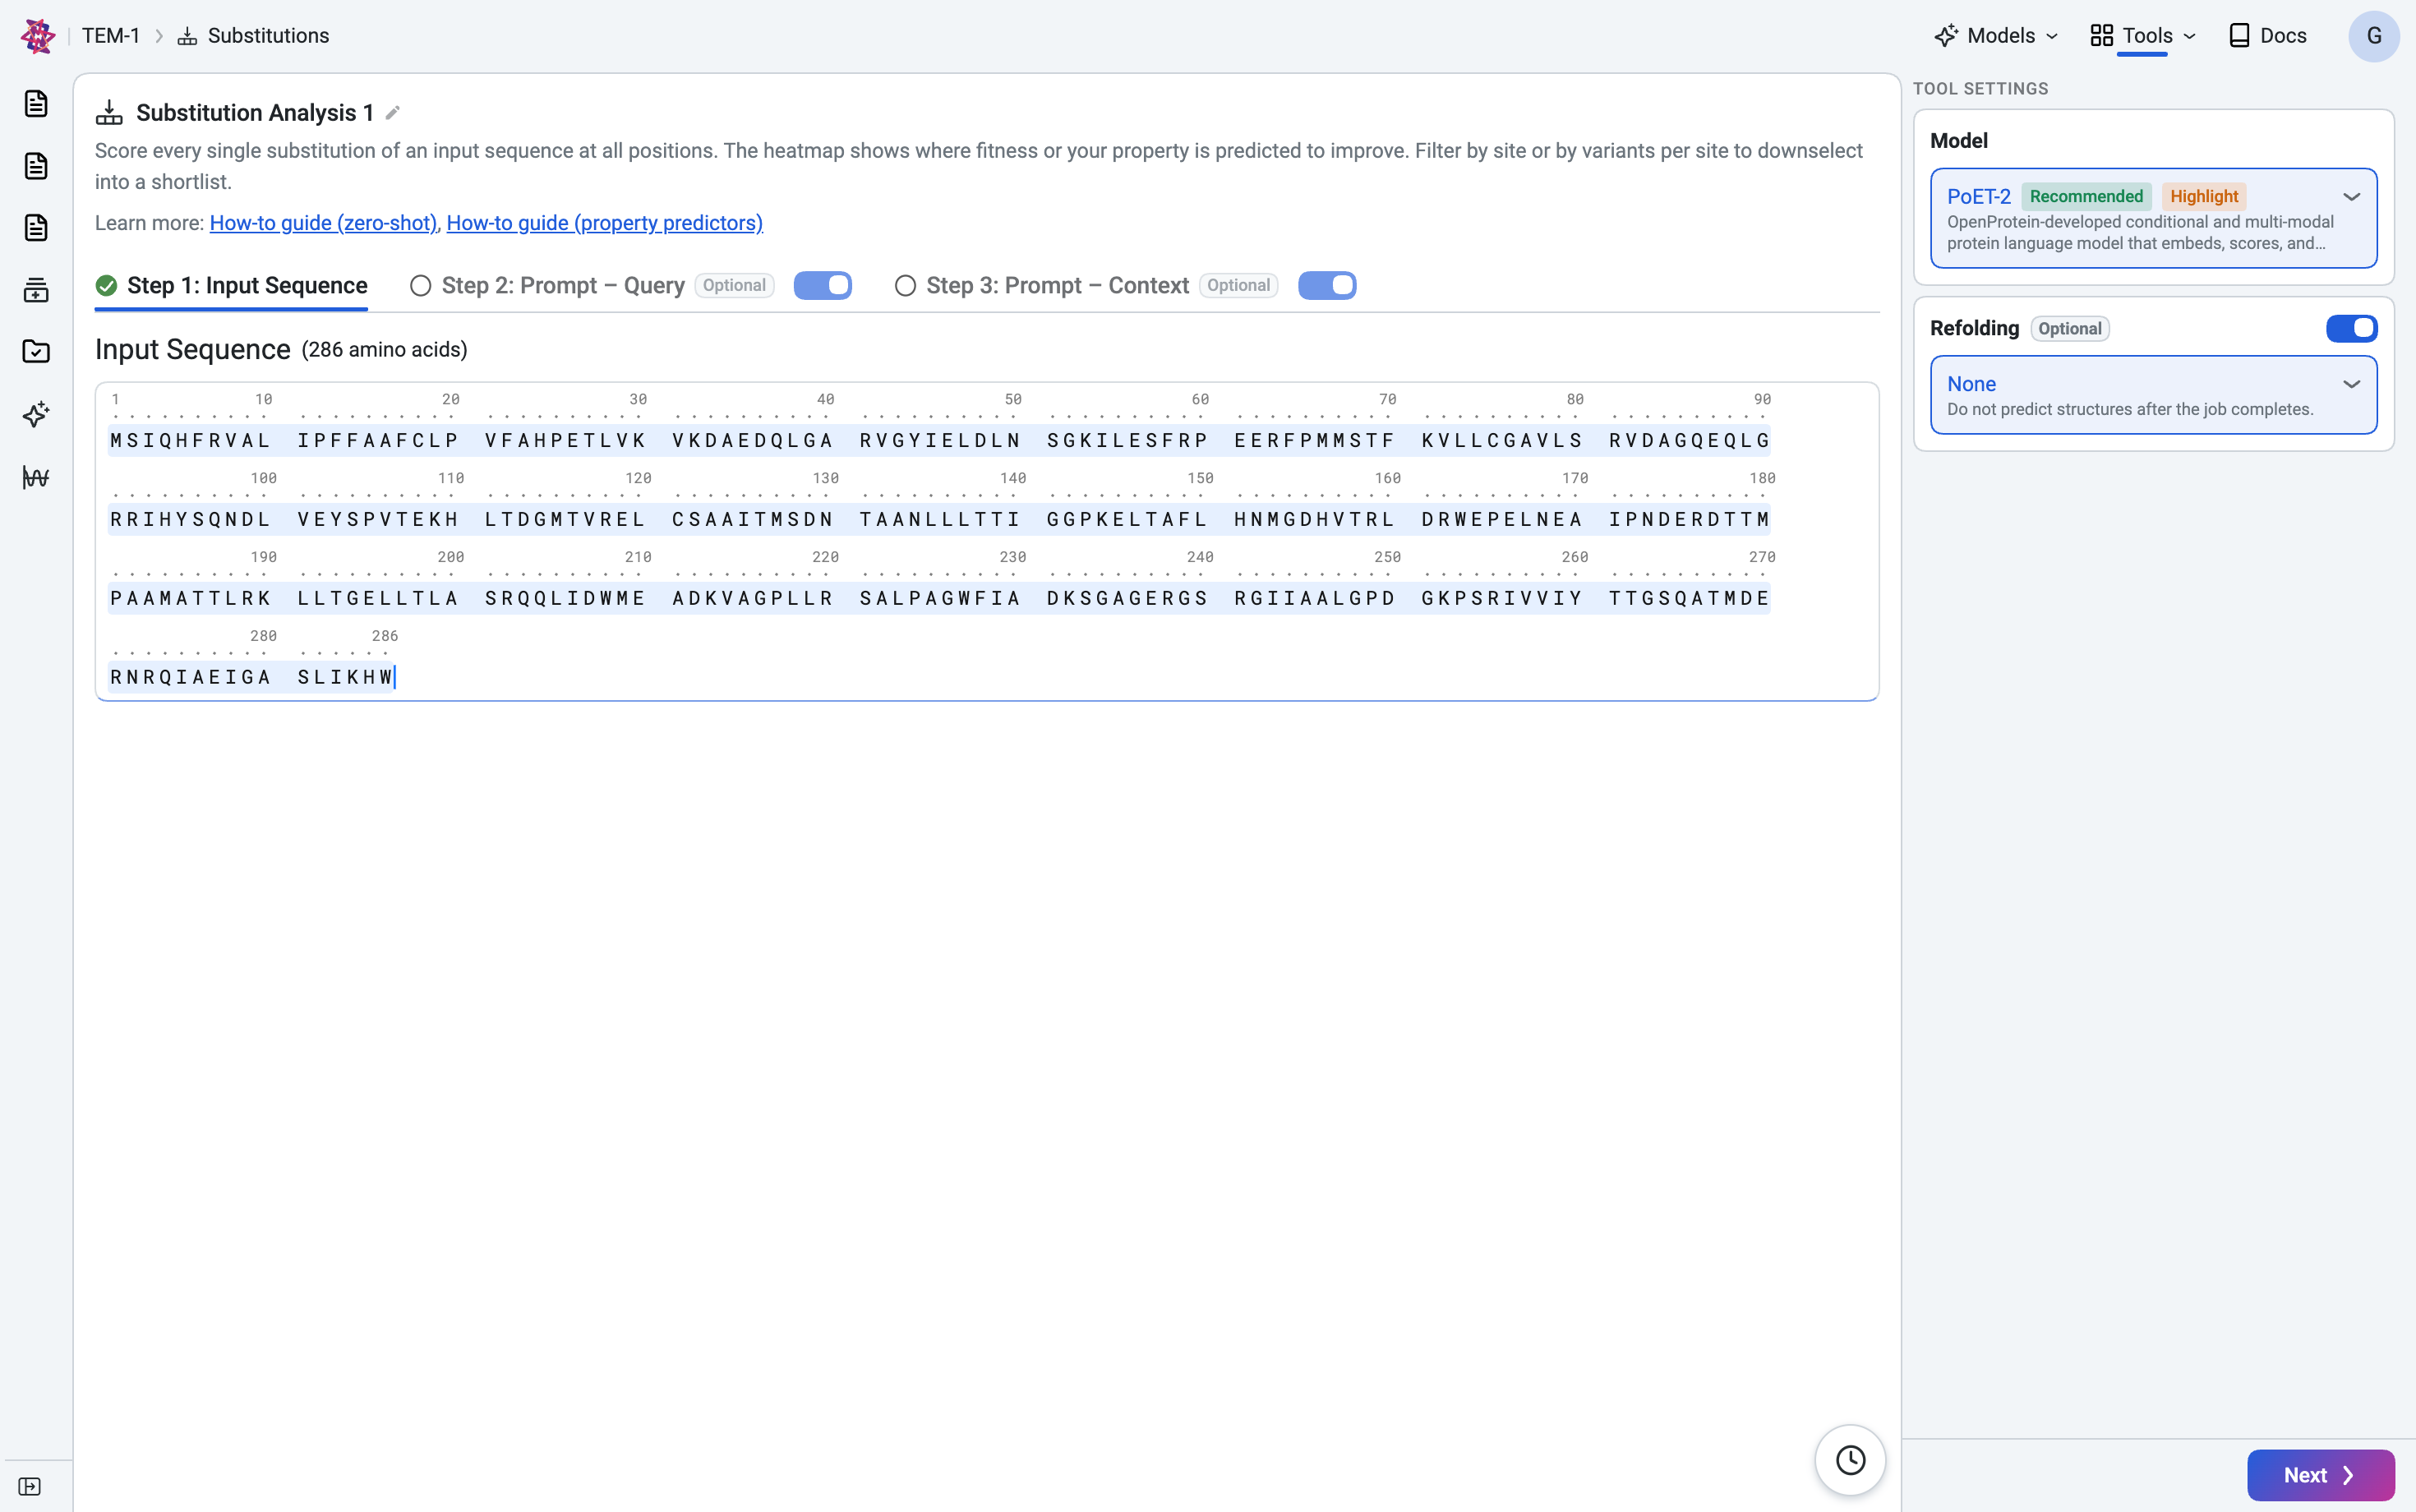 TEM-1 > Substitutions
Models
Tools
Docs
G
Substitution Analysis 1
Score every single substitution of an input sequence at all positions. The heatmap shows where fitness or your property is predicted to improve. Filter by site or by variants per site to downselect
into a shortlist.
Learn more: How-to guide (zero-shot), How-to guide (property predictors)
Step 1: Input Sequence
Step 2: Prompt – Query Optional
Step 3: Prompt – Context Optional
Input Sequence (286 amino acids)
1 10 20 30 40 50 60 70 80 90
MSIQHFRVAL IPFFAAFCLP VFAHPETLVK VKDAEDQLGA RVGYIELDLN SGKILESFRP EERFPMMSTF KVLLCGAVLS RVDAGQEQLG
100 110 120 130 140 150 160 170 180
RRIHYSQNDL VEYSPVTEKH LTDGMTVREL CSAAITMSDN TAANLLLTTI GGPKELTAFL HNMGDHVTRL DRWEPELNEA IPNDERDTTM
190 200 210 220 230 240 250 260 270
PAAMATTLRK LLTGELLTLA SRQQLIDWME ADKVAGPLLR SALPAGWFIA DKSGAGERGS RGIIAALGPD GKPSRIVVIY TTGSQATMDE
280 286
RNRQIAEIGA SLIKHW
TOOL SETTINGS
Model
PoET-2 Recommended Highlight
OpenProtein-developed conditional and multi-modal
protein language model that embeds, scores, and...
Refolding Optional
None
Do not predict structures after the job completes.
Next